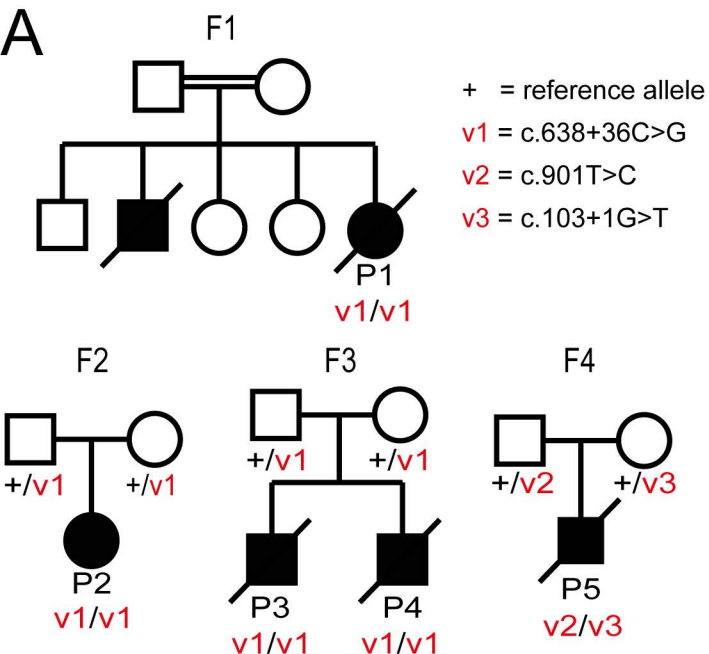 A
F1
+ = reference allele
v1 = c.638+36C>G
v2 = c.901T>C
v3 = c.103+1G>T
P1
v1/v1
F2
F3
F4
+/v1
+/v1
+/v1
+/v1
+/v2
+/v3
P2
v1/v1
P3
v1/v1
P4
v1/v1
P5
v2/v3